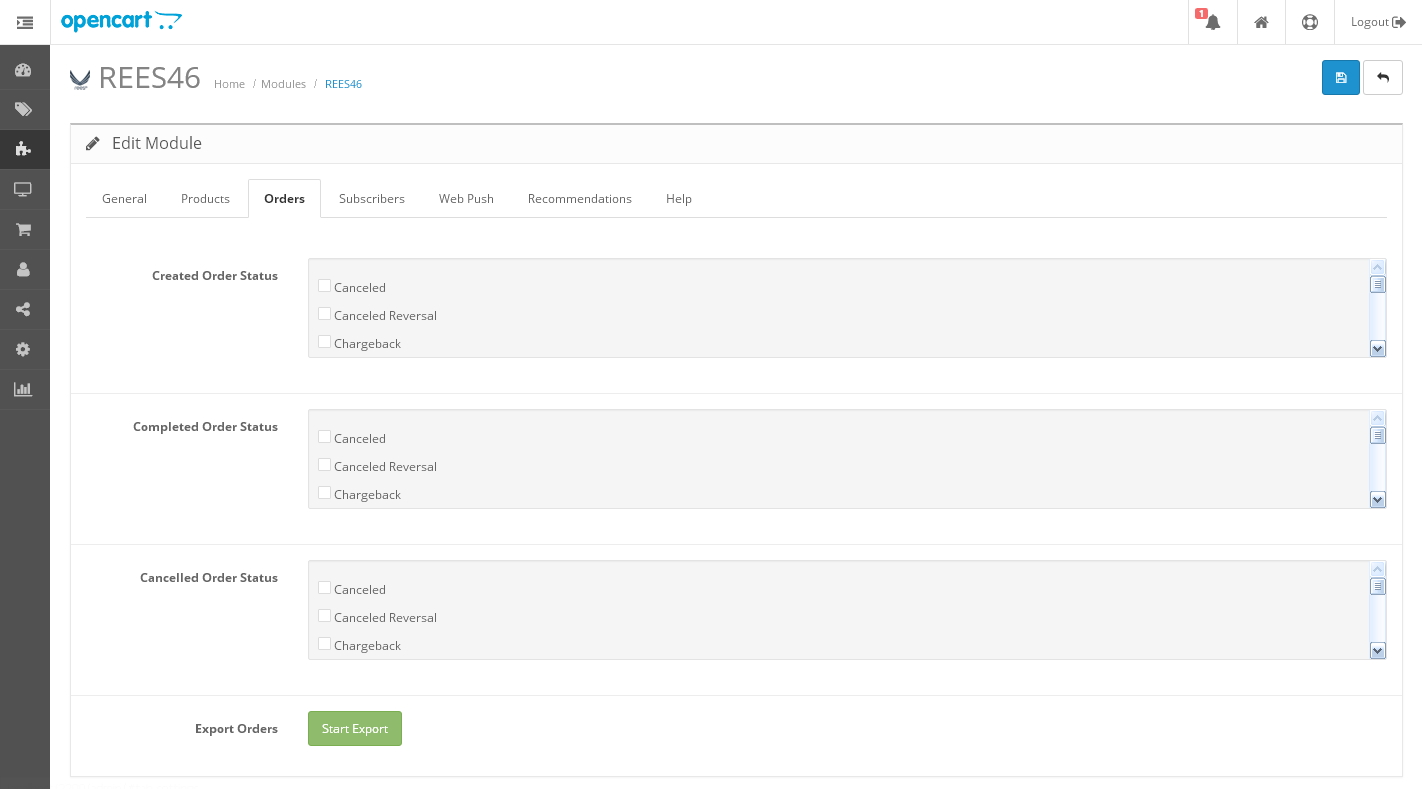 opencart
1
Logout
REES46 Home / Modules / REES46
Edit Module
General Products Orders Subscribers Web Push Recommendations Help
Created Order Status
Canceled
Canceled Reversal
Chargeback
Completed Order Status
Canceled
Canceled Reversal
Chargeback
Cancelled Order Status
Canceled
Canceled Reversal
Chargeback
Export Orders Start Export